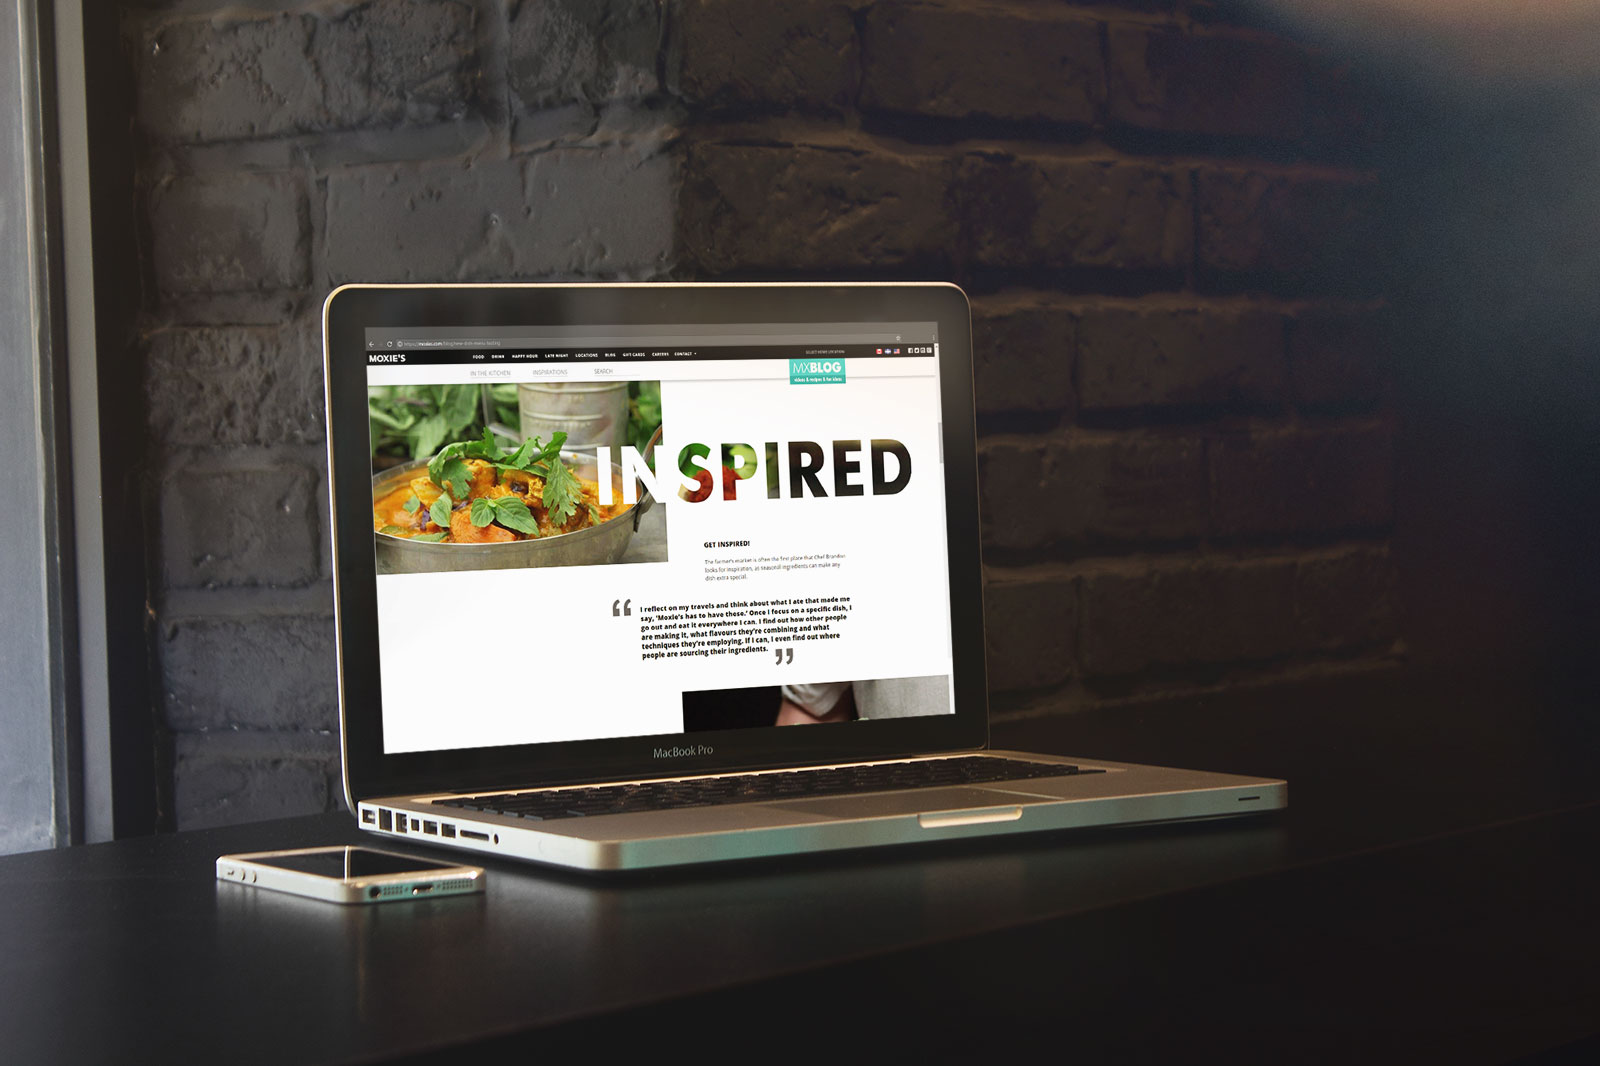 https://moxies.com/blog/new-dish-menu-tasting
MOXIE'S FOOD DRINK HAPPY HOUR LATE NIGHT LOCATIONS BLOG GIFT CARDS CAREERS CONTACT
IN THE KITCHEN INSPIRATIONS SEARCH
MXBLOG
videos & recipes & fun ideas
INSPIRED
GET INSPIRED!
The farmer's market is often the first place that Chef Brandon
looks for inspiration, as seasonal ingredients can make any
dish extra special.
“ I reflect on my travels and think about what I ate that made me
say, 'Moxie's has to have these.' Once I focus on a specific dish, I
go out and eat it everywhere I can. I find out how other people
are making it, what flavours they're combining and what
techniques they're employing. If I can, I even find out where
people are sourcing their ingredients. ”
MacBook Pro